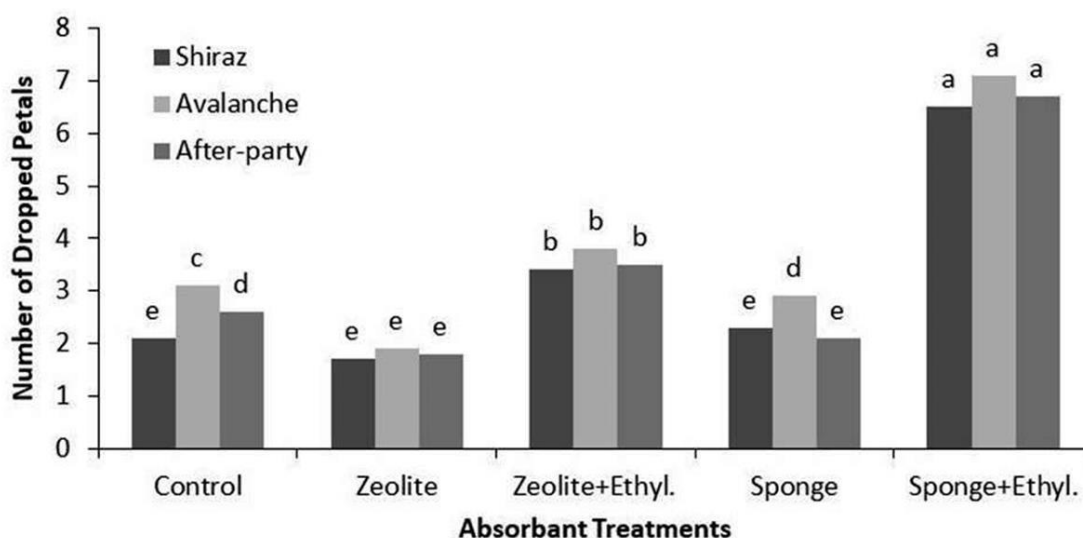 Number of Dropped Petals
8
7
6
5
4
3
2
1
0
Shiraz
Avalanche
After-party
e c d
e e e
b b b
e d e
a a a
Control Zeolite Zeolite+Ethyl. Sponge Sponge+Ethyl.
Absorbant Treatments